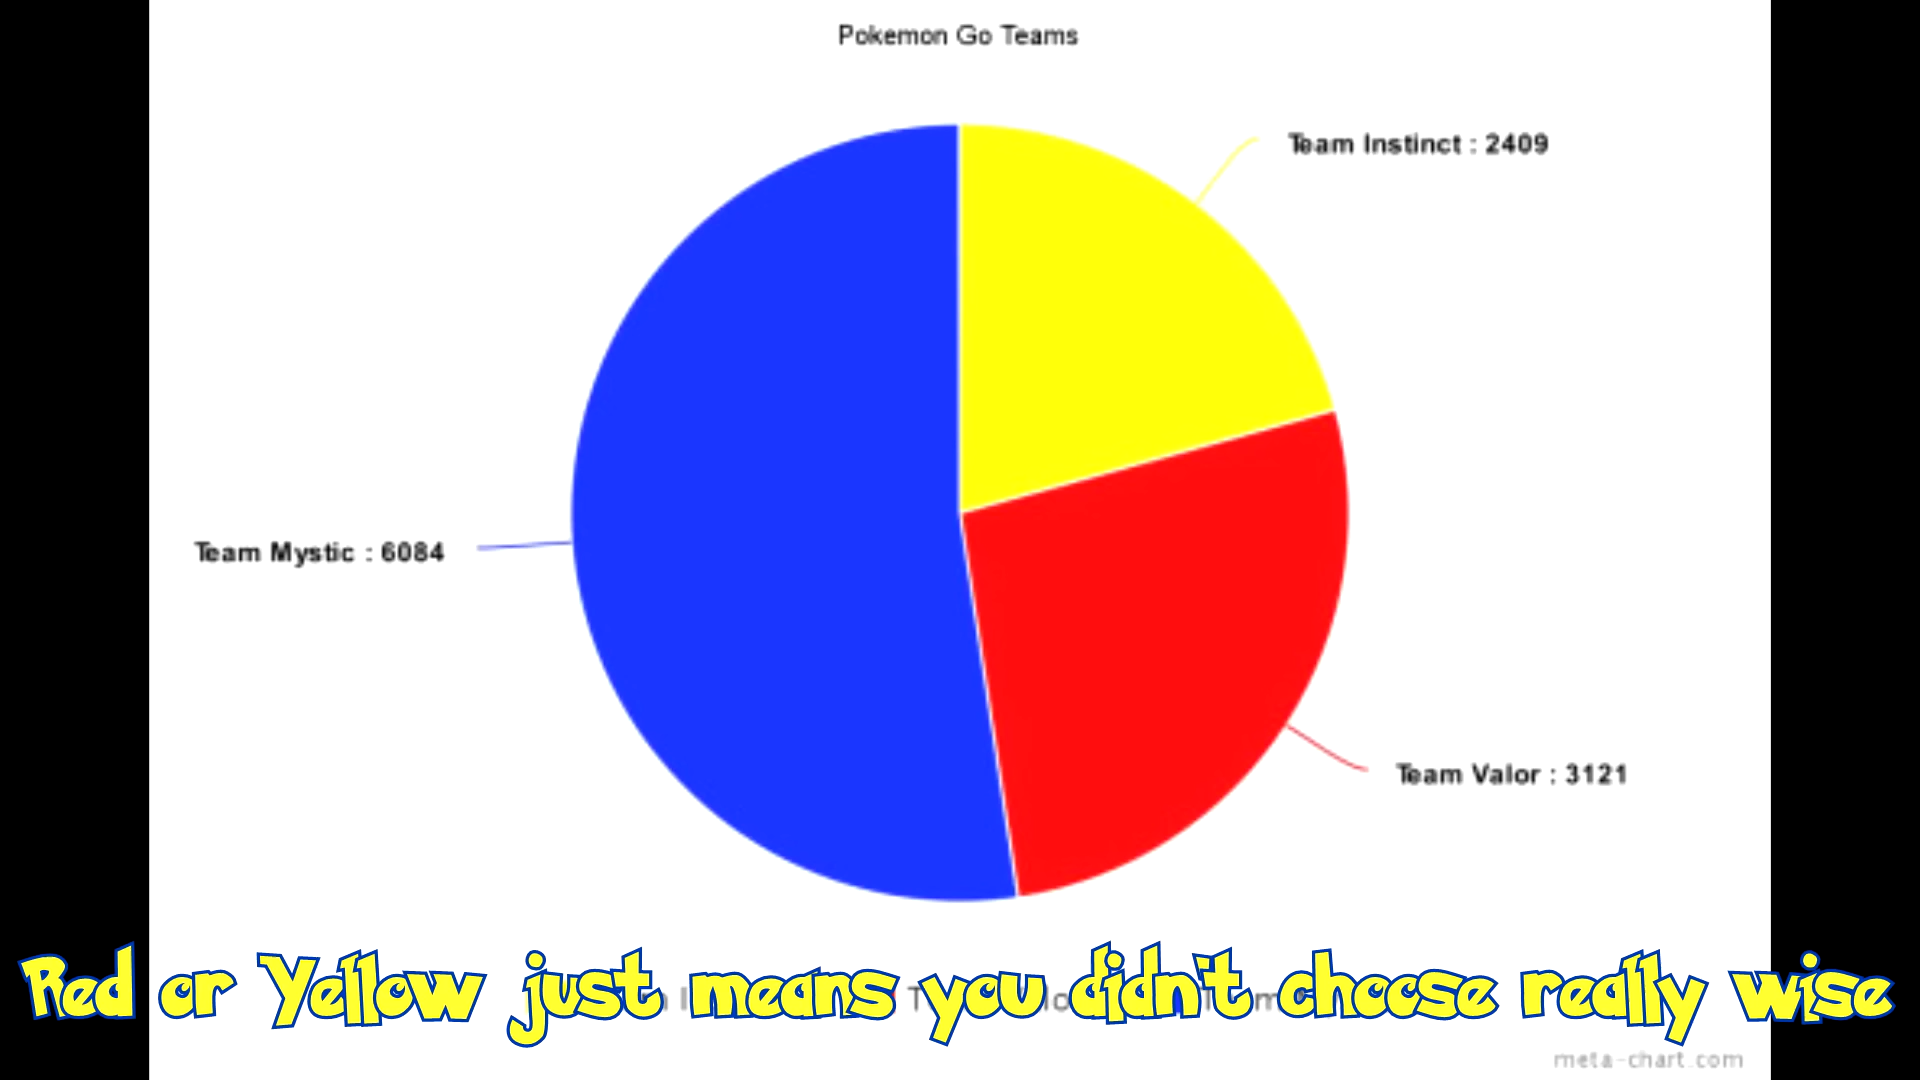 Pokemon Go Teams
Team Instinct : 2409
Team Mystic : 6084
Team Valor : 3121
Red or Yellow just means you didn't choose really wise
meta-chart.com